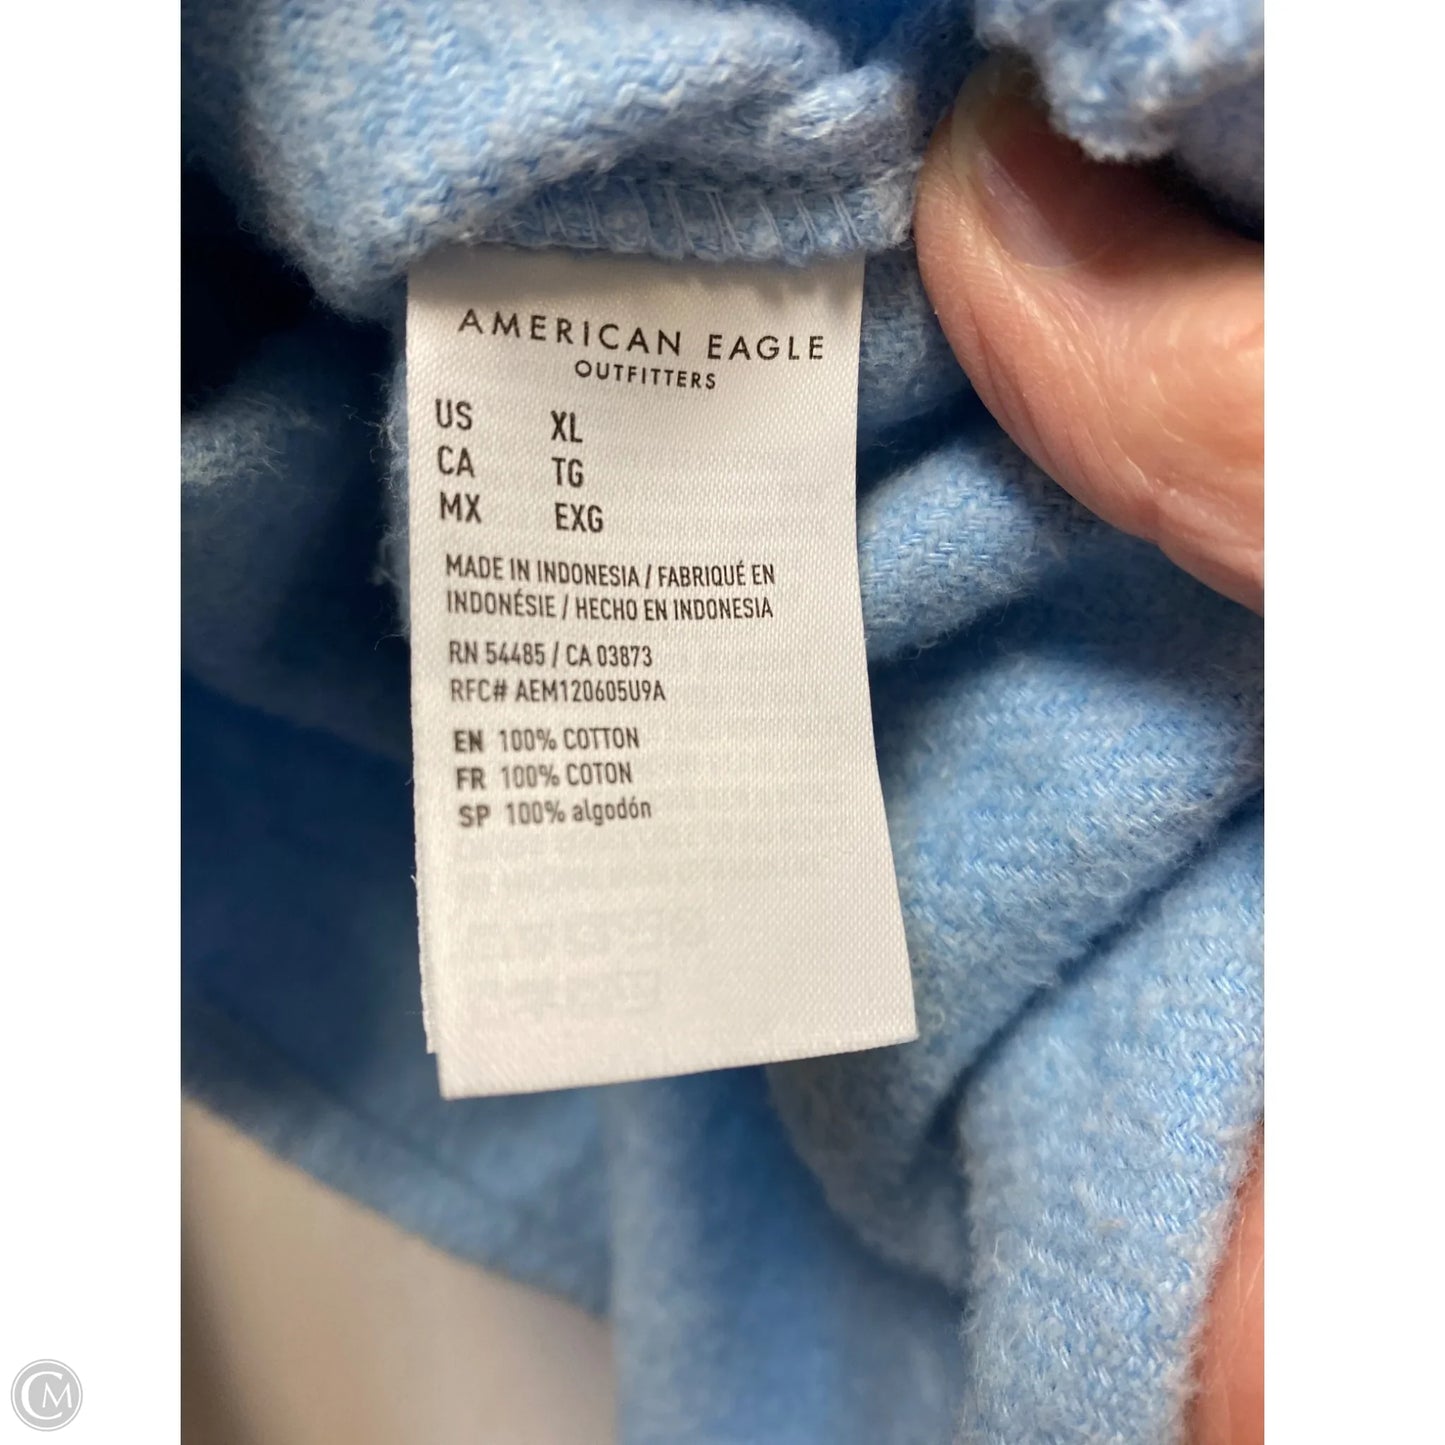 AMERICAN EAGLE
OUTFITTERS
US XL
CA TG
MX EXG
MADE IN INDONESIA / FABRIQUÉ EN
INDONÉSIE / HECHO EN INDONESIA
RN 54485 / CA 03873
RFC# AEM120605U9A
EN 100% COTTON
FR 100% COTON
SP 100% algodón
CM